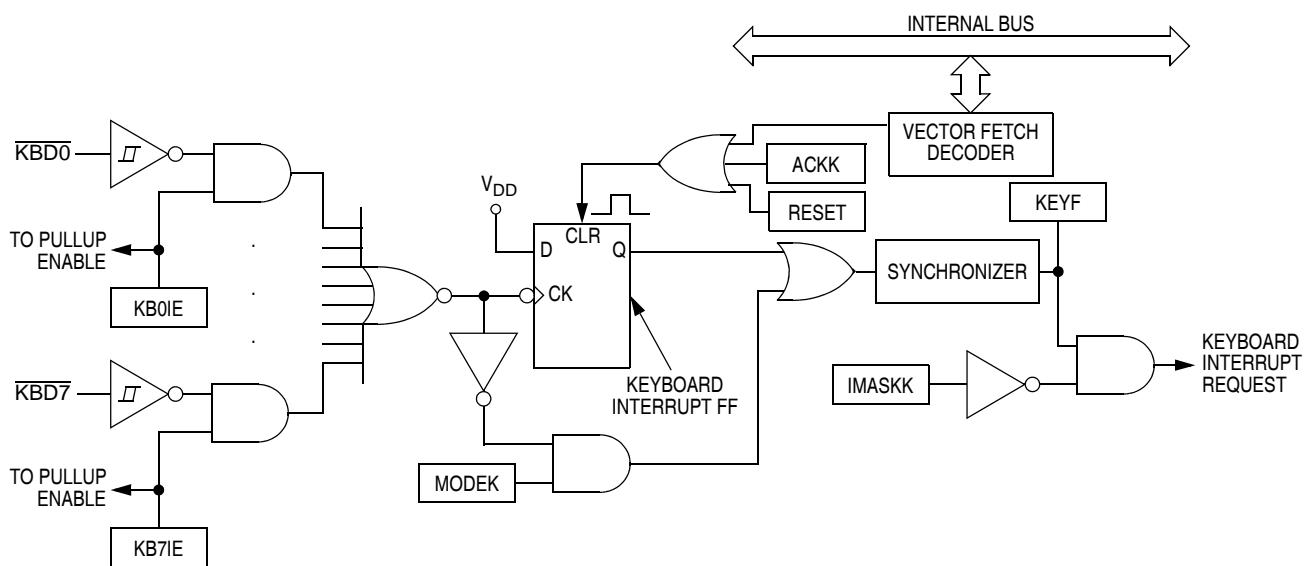 INTERNAL BUS
VECTOR FETCH
DECODER
KBD0
ACKK
VDD
KEYF
RESET
TO PULLUP
ENABLE
CLR
D
Q
SYNCHRONIZER
CK
KB0IE
KEYBOARD
INTERRUPT FF
KEYBOARD
INTERRUPT
REQUEST
KBD7
IMASKK
TO PULLUP
ENABLE
MODEK
KB7IE